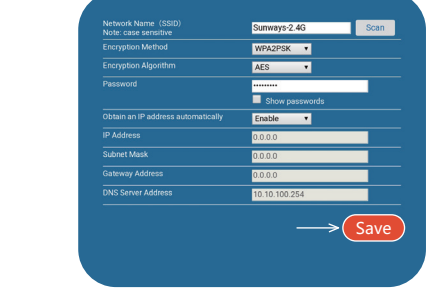 Network Name (SSID)
Note: case sensitive
Sunways-2.4G
Scan
Encryption Method
WPA2PSK
Encryption Algorithm
AES
Password
•••••••••
Show passwords
Obtain an IP address automatically
Enable
IP Address
0.0.0.0
Subnet Mask
0.0.0.0
Gateway Address
0.0.0.0
DNS Server Address
10.10.100.254
Save